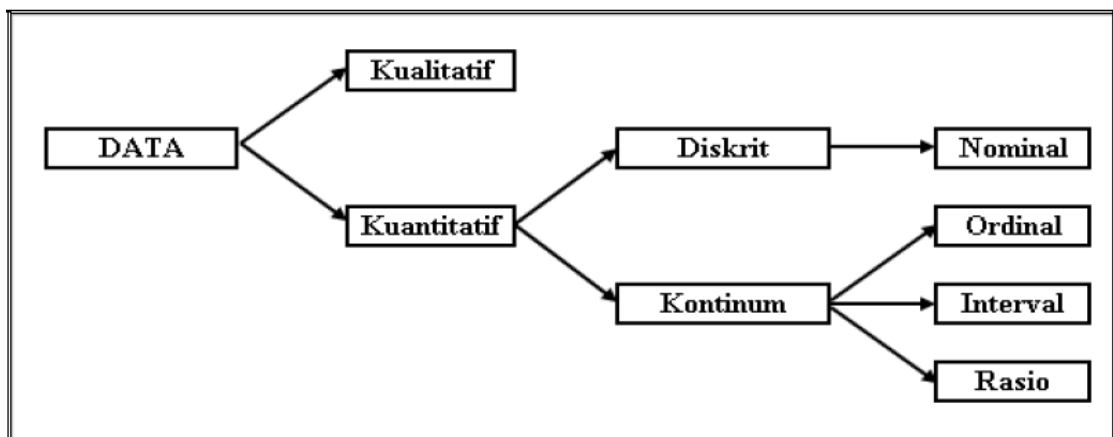 Kualitatif
DATA
Diskrit
Nominal
Kuantitatif
Ordinal
Kontinum
Interval
Rasio